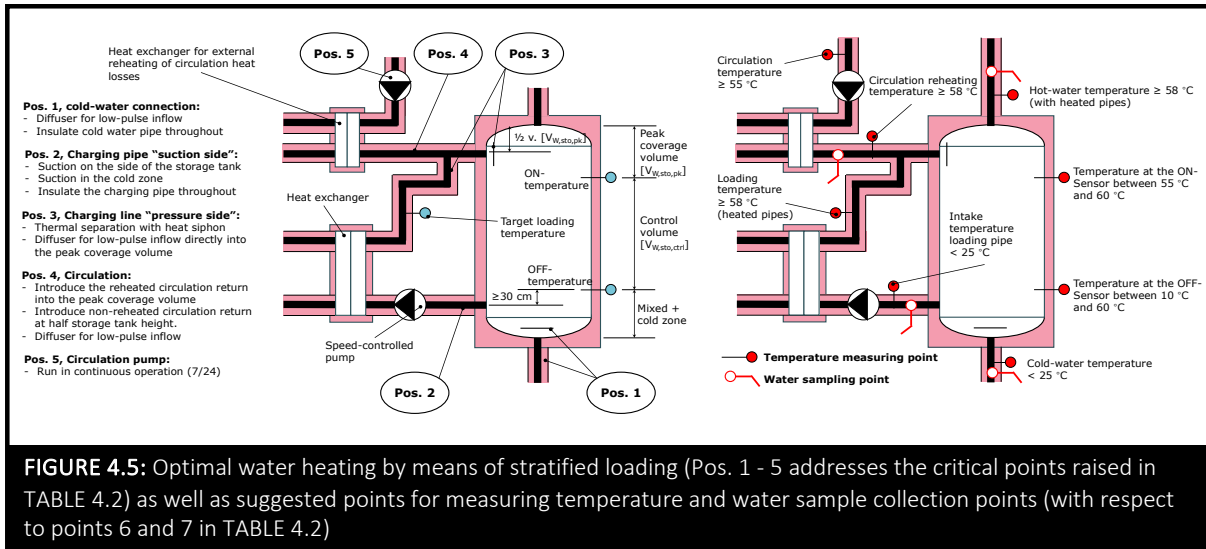 Heat exchanger for external
reheating of circulation heat
losses
Pos. 5
Pos. 4
Pos. 3
Pos. 1, cold-water connection:
- Diffuser for low-pulse inflow
- Insulate cold water pipe throughout
Pos. 2, Charging pipe “suction side”:
- Suction on the side of the storage tank
- Suction in the cold zone
- Insulate the charging pipe throughout
Pos. 3, Charging line “pressure side”:
- Thermal separation with heat siphon
- Diffuser for low-pulse inflow directly into
the peak coverage volume
Pos. 4, Circulation:
- Introduce the reheated circulation return
into the peak coverage volume
- Introduce non-reheated circulation return
at half storage tank height.
- Diffuser for low-pulse inflow
Pos. 5, Circulation pump:
- Run in continuous operation (7/24)
Heat exchanger
½ v. [VW,sto,pk]
Peak
coverage
volume
[VW,sto,pk]
ON-
temperature
Target loading
temperature
Control
volume
[VW,sto,ctrl]
OFF-
temperature
≥30 cm
Mixed +
cold zone
Speed-controlled
pump
Pos. 2
Pos. 1
Circulation
temperature
≥ 55 °C
Circulation reheating
temperature ≥ 58 °C
Hot-water temperature ≥ 58 °C
(with heated pipes)
Loading
temperature
≥ 58 °C
(heated pipes)
Temperature at the ON-
Sensor between 55 °C
and 60 °C
Intake
temperature
loading pipe
< 25 °C
Temperature at the OFF-
Sensor between 10 °C
and 60 °C
Temperature measuring point
Water sampling point
Cold-water temperature
< 25 °C
FIGURE 4.5: Optimal water heating by means of stratified loading (Pos. 1 - 5 addresses the critical points raised in
TABLE 4.2) as well as suggested points for measuring temperature and water sample collection points (with respect
to points 6 and 7 in TABLE 4.2)